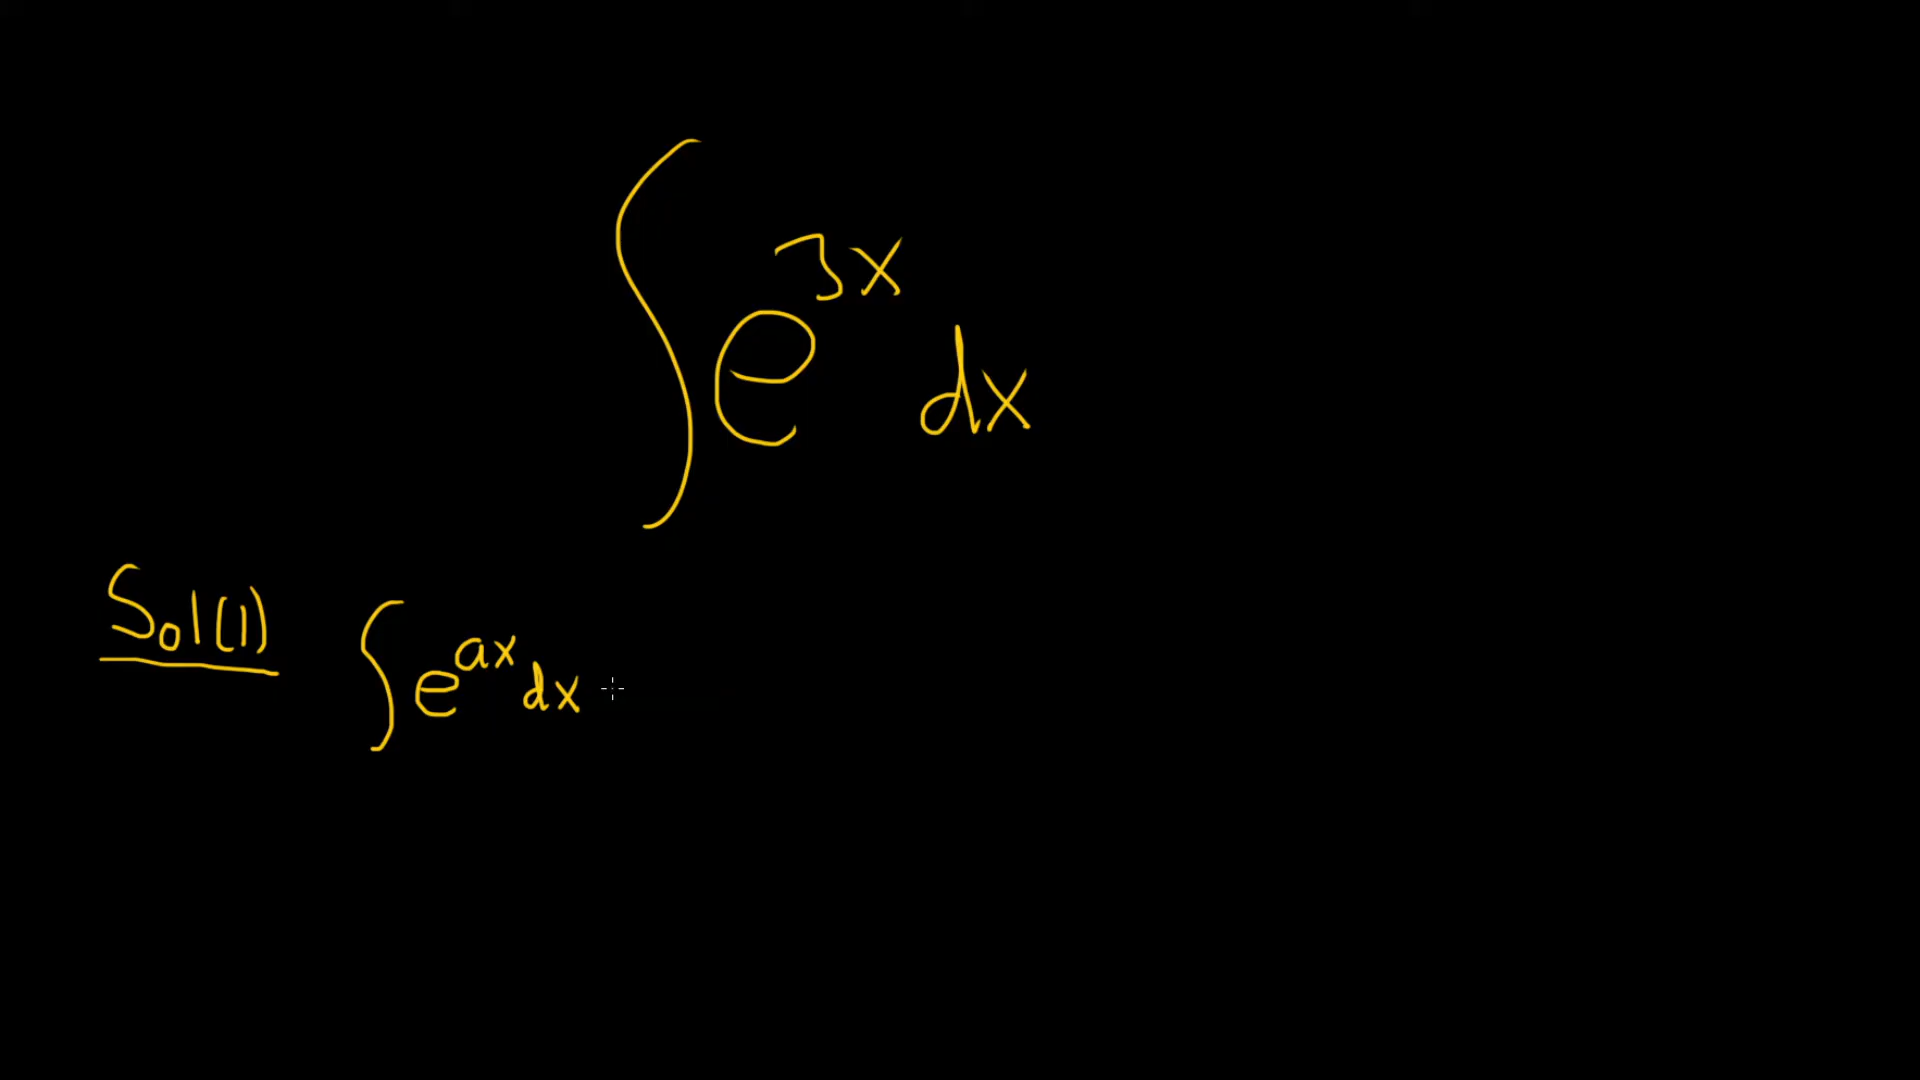 ∫e^{3x} dx
Sol(1) ∫e^{ax} dx